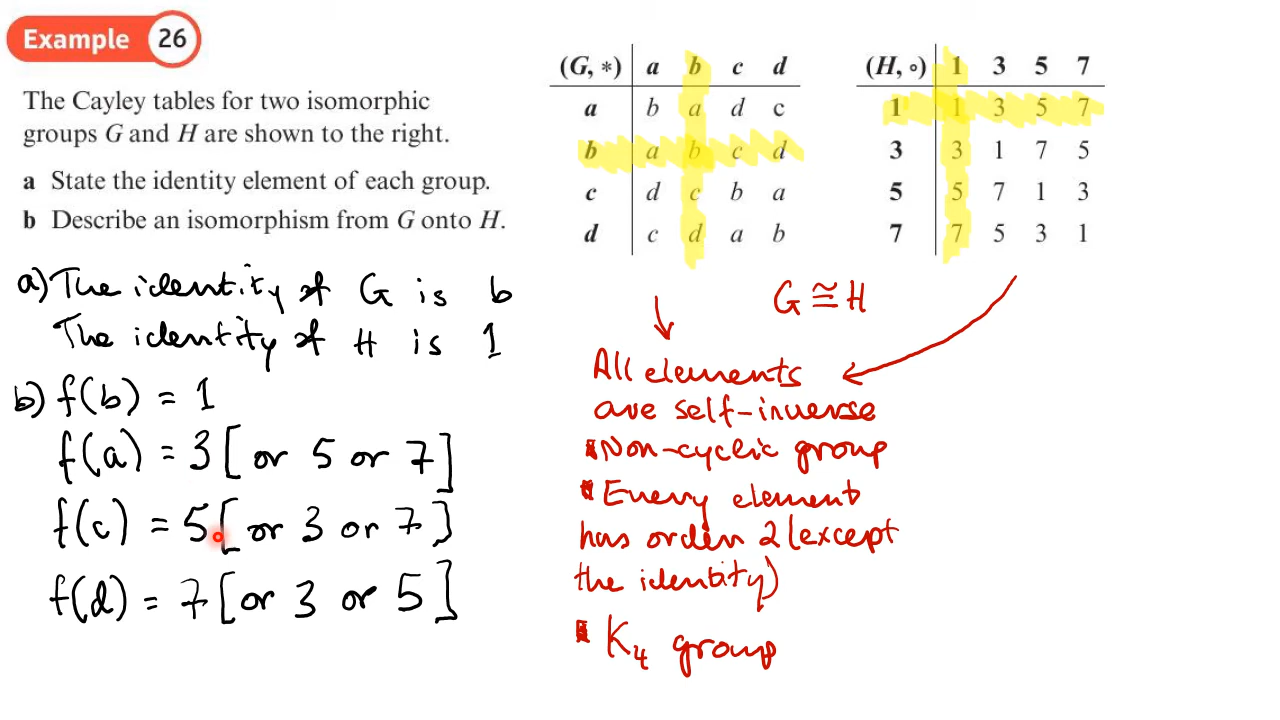 Example 26
The Cayley tables for two isomorphic
groups G and H are shown to the right.
a State the identity element of each group.
b Describe an isomorphism from G onto H.
(G, *) a b c d
a b a d c
b a b c d
c d c b a
d c d a b
(H, ∘) 1 3 5 7
1 1 3 5 7
3 3 1 7 5
5 5 7 1 3
7 7 5 3 1
a) The identity of G is b
The identity of H is 1
b) f(b) = 1
f(a) = 3 [or 5 or 7]
f(c) = 5 [or 3 or 7]
f(d) = 7 [or 3 or 5]
G ≅ H
All elements
are self-inverse
Non-cyclic group
Every element
has order 2 (except
the identity)
K₄ group